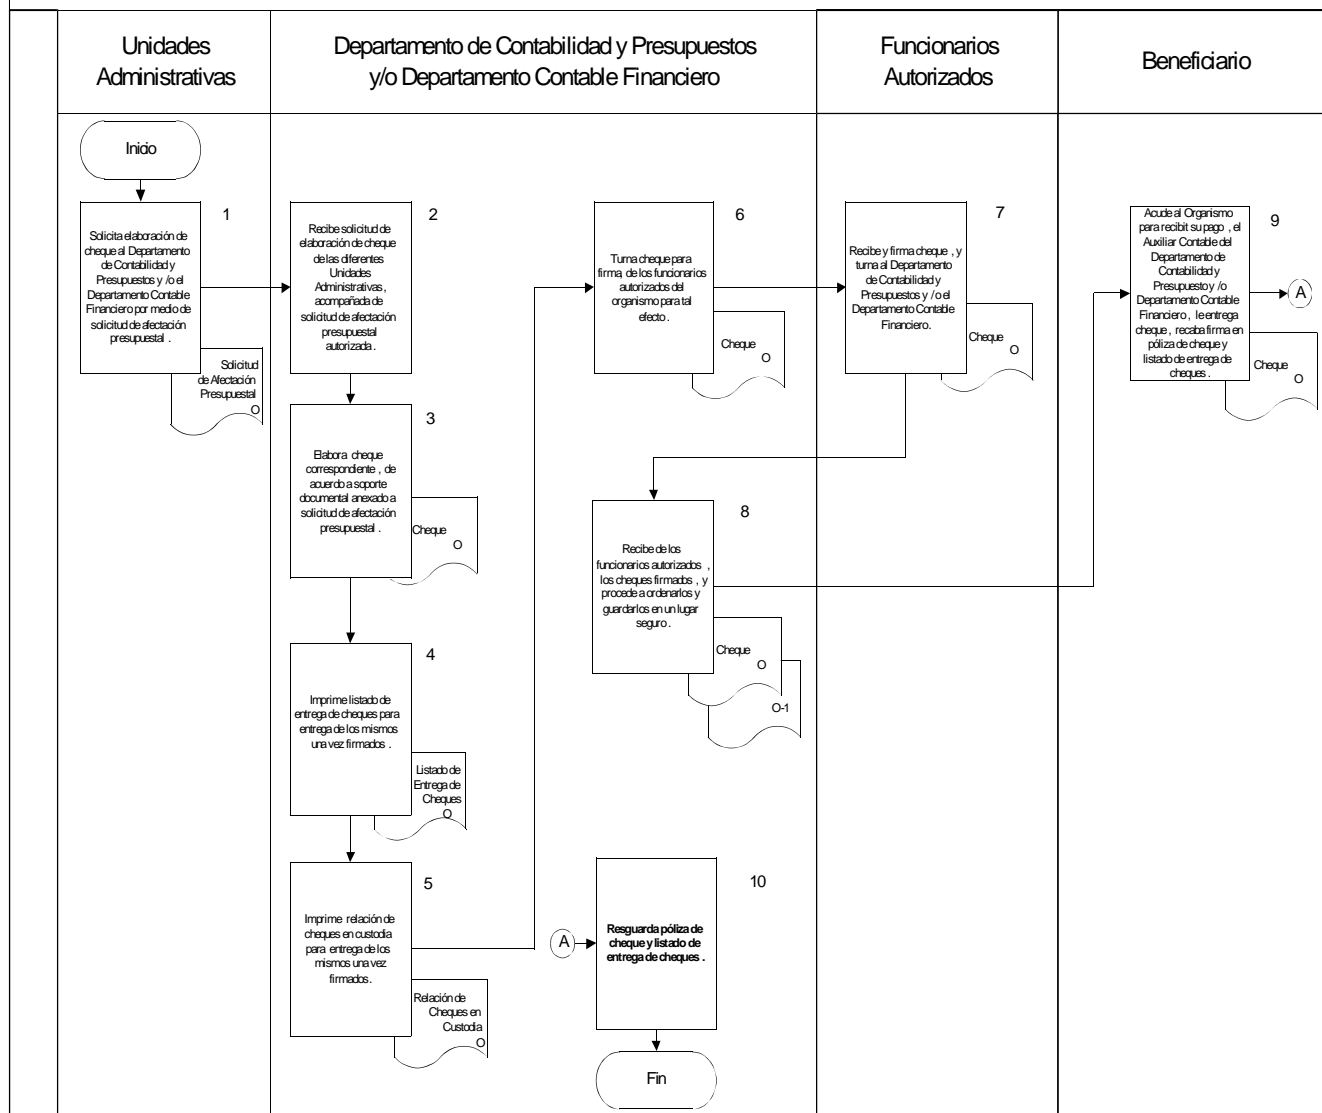 Unidades
Administrativas
Departamento de Contabilidad y Presupuestos
y/o Departamento Contable Financiero
Funcionarios
Autorizados
Beneficiario
Inicio
1
Solicita elaboración de
cheque al Departamento
de Contabilidad y
Presupuestos y /o el
Departamento Contable
Financiero por medio de
solicitud de afectación
presupuestal .
Solicitud
de Afectación
Presupuestal
O
2
Recibe solicitud de
elaboración de cheque
de las diferentes
Unidades
Administrativas ,
acompañada de
solicitud de afectación
presupuestal
autorizada .
3
Elabora cheque
correspondiente , de
acuerdo a soporte
documental anexado a
solicitud de afectación
presupuestal .
Cheque
O
4
Imprime listado de
entrega de cheques para
entrega de los mismos
una vez firmados .
Listado de
Entrega de
Cheques
O
5
Imprime relación de
cheques en custodia
para entrega de los
mismos una vez
firmados .
Relación de
Cheques en
Custodia
O
6
Turna cheque para
firma, de los funcionarios
autorizados del
organismo para tal
efecto .
Cheque
O
7
Recibe y firma cheque , y
turna al Departamento
de Contabilidad y
Presupuestos y /o el
Departamento Contable
Financiero.
Cheque
O
8
Recibe de los
funcionarios autorizados ,
los cheques firmados , y
procede a ordenarlos y
guardarlos en un lugar
seguro .
Cheque
O
O-1
9
Acude al Organismo
para recibit su pago , el
Auxiliar Contable del
Departamento de
Contabilidad y
Presupuesto y /o
Departamento Contable
Financiero , le entrega
cheque , recaba firma en
póliza de cheque y
listado de entrega de
cheques .
A
Cheque
O
10
A
Resguarda póliza de
cheque y listado de
entrega de cheques .
Fin